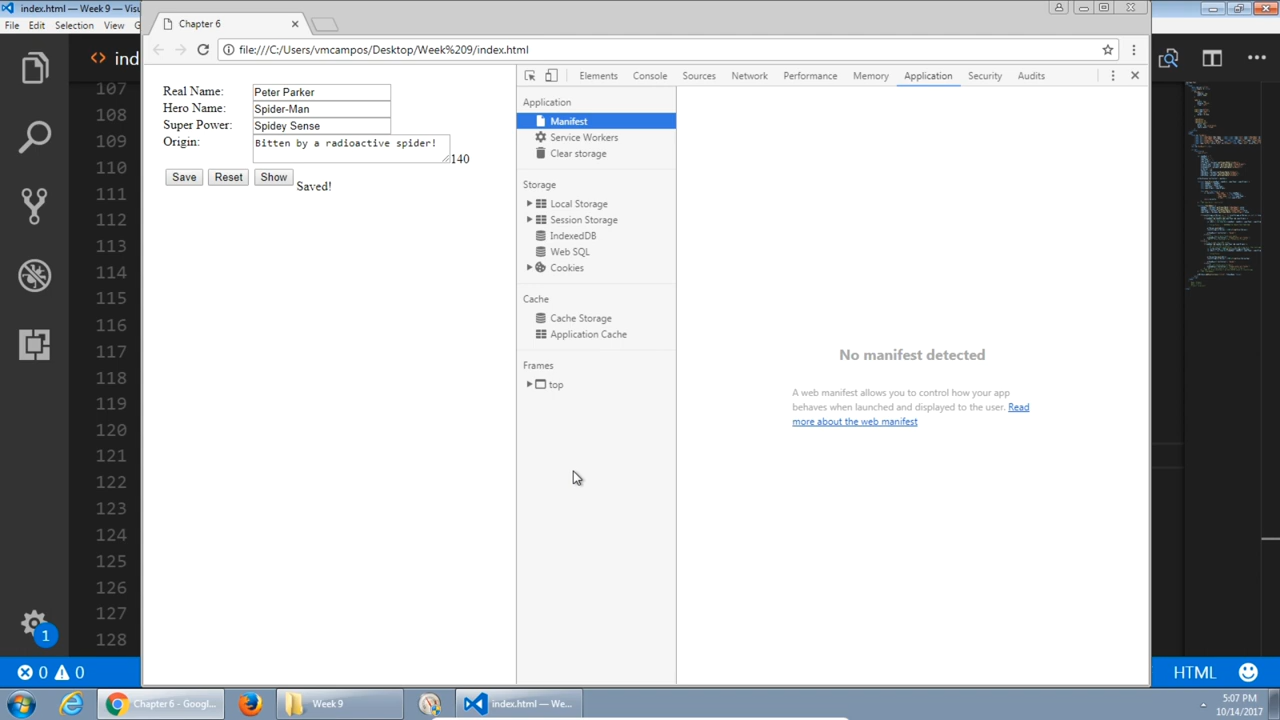 index.html — Week 9 — Visu
File Edit Selection View G
<> ind
107
108
109
110
111
112
113
114
115
116
117
118
119
120
121
122
123
124
125
126
127
128
1
0 0
HTML
Chapter 6
file:///C:/Users/vmcampos/Desktop/Week%209/index.html
Real Name: Peter Parker
Hero Name: Spider-Man
Super Power: Spidey Sense
Origin: Bitten by a radioactive spider! 140
Save Reset Show Saved!
Elements Console Sources Network Performance Memory Application Security Audits
Application
Manifest
Service Workers
Clear storage
Storage
Local Storage
Session Storage
IndexedDB
Web SQL
Cookies
Cache
Cache Storage
Application Cache
Frames
top
No manifest detected
A web manifest allows you to control how your app
behaves when launched and displayed to the user. Read
more about the web manifest
Chapter 6 - Googl... Week 9 index.html — We...
5:07 PM
10/14/2017